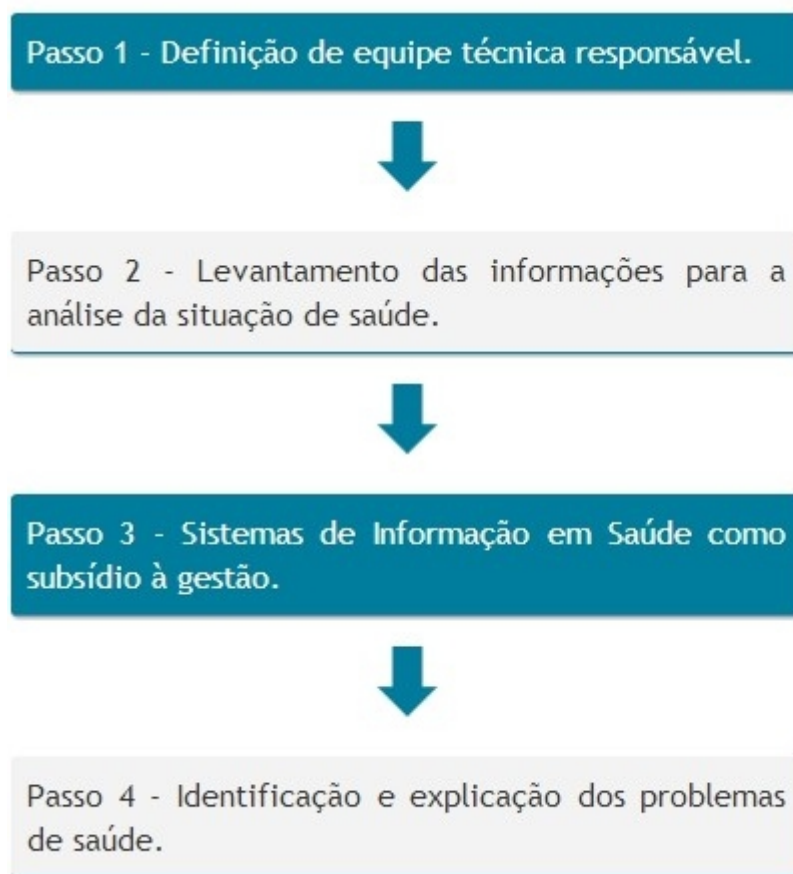 Passo 1 - Definição de equipe técnica responsável.
Passo 2 - Levantamento das informações para a
análise da situação de saúde.
Passo 3 - Sistemas de Informação em Saúde como
subsídio à gestão.
Passo 4 - Identificação e explicação dos problemas
de saúde.